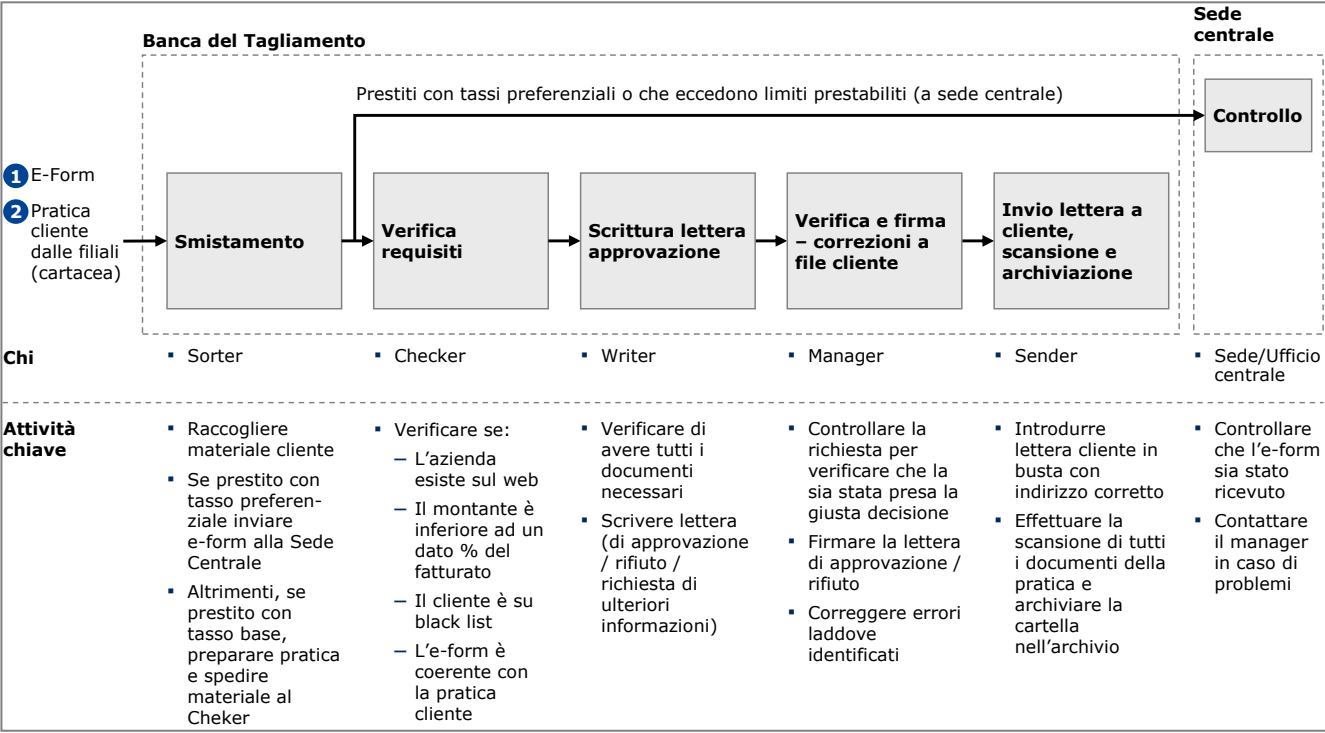 Sede
centrale
Banca del Tagliamento
Prestiti con tassi preferenziali o che eccedono limiti prestabiliti (a sede centrale)
Controllo
1 E-Form
2 Pratica
cliente
dalle filiali
(cartacea)
Smistamento
Verifica
requisiti
Scrittura lettera
approvazione
Verifica e firma
– correzioni a
file cliente
Invio lettera a
cliente,
scansione e
archiviazione
Chi
▪ Sorter
▪ Checker
▪ Writer
▪ Manager
▪ Sender
▪ Sede/Ufficio
centrale
Attività
chiave
▪ Raccogliere
materiale cliente
▪ Se prestito con
tasso preferen-
ziale inviare
e-form alla Sede
Centrale
▪ Altrimenti, se
prestito con
tasso base,
preparare pratica
e spedire
materiale al
Cheker
▪ Verificare se:
– L'azienda
esiste sul web
– Il montante è
inferiore ad un
dato % del
fatturato
– Il cliente è su
black list
– L'e-form è
coerente con
la pratica
cliente
▪ Verificare di
avere tutti i
documenti
necessari
▪ Scrivere lettera
(di approvazione
/ rifiuto /
richiesta di
ulteriori
informazioni)
▪ Controllare la
richiesta per
verificare che la
sia stata presa la
giusta decisione
▪ Firmare la lettera
di approvazione /
rifiuto
▪ Correggere errori
laddove
identificati
▪ Introdurre
lettera cliente in
busta con
indirizzo corretto
▪ Effettuare la
scansione di tutti
i documenti della
pratica e
archiviare la
cartella
nell'archivio
▪ Controllare
che l'e-form
sia stato
ricevuto
▪ Contattare
il manager
in caso di
problemi